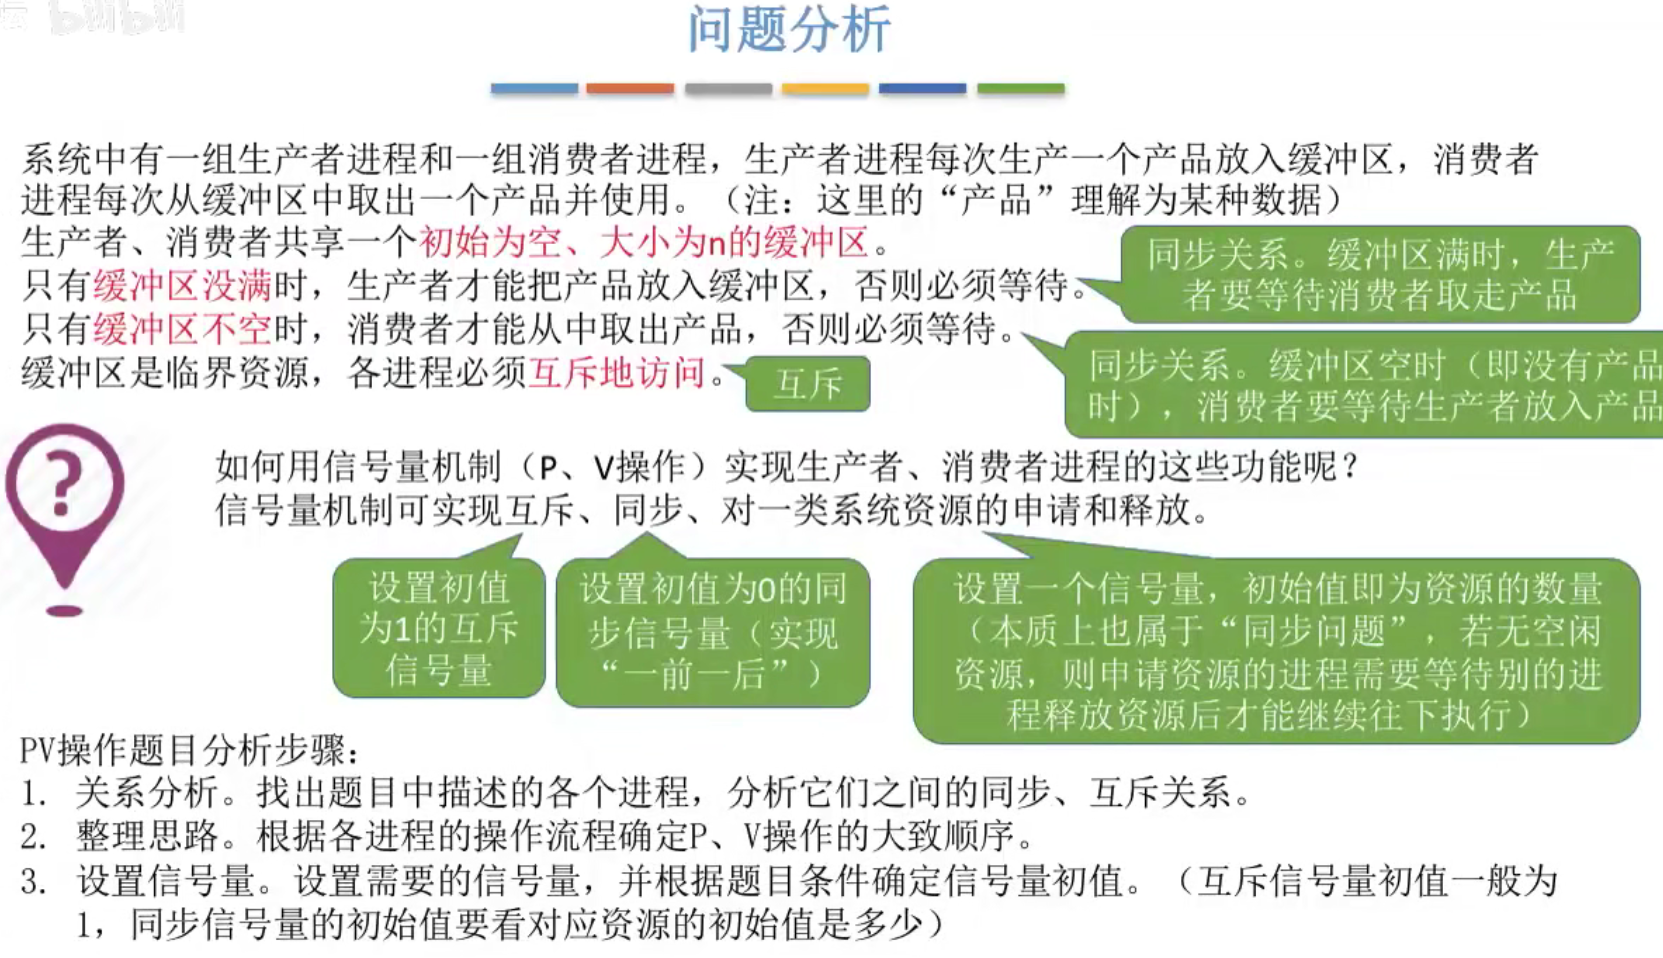 坛 bilibili
问题分析
系统中有一组生产者进程和一组消费者进程，生产者进程每次生产一个产品放入缓冲区，消费者
进程每次从缓冲区中取出一个产品并使用。（注：这里的“产品”理解为某种数据）
生产者、消费者共享一个初始为空、大小为n的缓冲区。
只有缓冲区没满时，生产者才能把产品放入缓冲区，否则必须等待。
同步关系。缓冲区满时，生产
者要等待消费者取走产品
只有缓冲区不空时，消费者才能从中取出产品，否则必须等待。
同步关系。缓冲区空时（即没有产品
时），消费者要等待生产者放入产品
缓冲区是临界资源，各进程必须互斥地访问。
互斥
?
如何用信号量机制（P、V操作）实现生产者、消费者进程的这些功能呢？
信号量机制可实现互斥、同步、对一类系统资源的申请和释放。
设置初值
为1的互斥
信号量
设置初值为0的同
步信号量（实现
“一前一后”）
设置一个信号量，初始值即为资源的数量
（本质上也属于“同步问题”，若无空闲
资源，则申请资源的进程需要等待别的进
程释放资源后才能继续往下执行）
PV操作题目分析步骤：
1. 关系分析。找出题目中描述的各个进程，分析它们之间的同步、互斥关系。
2. 整理思路。根据各进程的操作流程确定P、V操作的大致顺序。
3. 设置信号量。设置需要的信号量，并根据题目条件确定信号量初值。（互斥信号量初值一般为
1，同步信号量的初始值要看对应资源的初始值是多少）